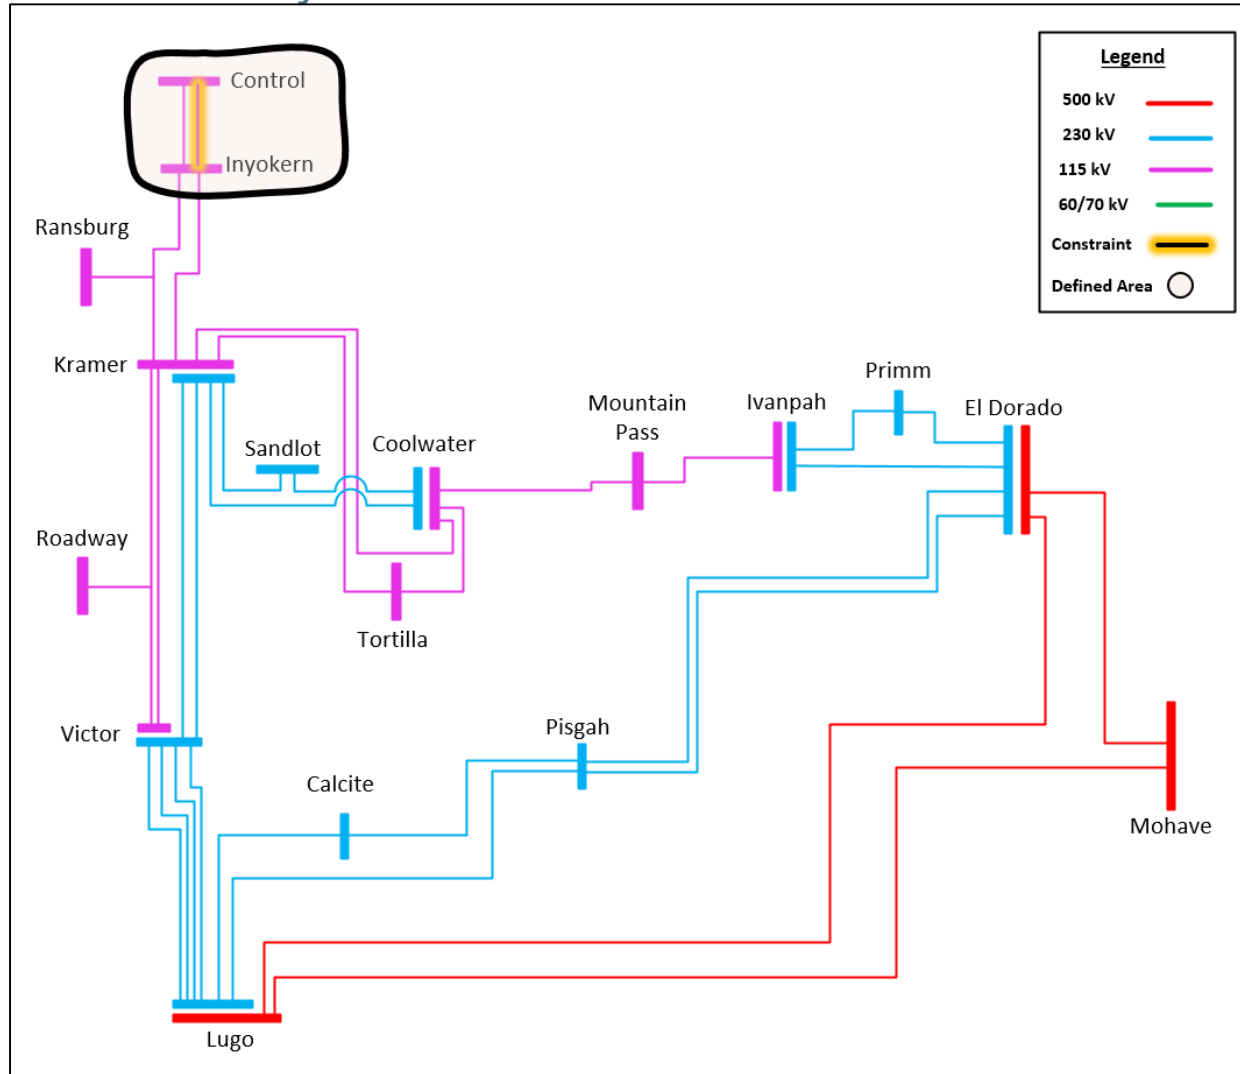 Legend
500 kV
230 kV
115 kV
60/70 kV
Constraint
Defined Area
Control
Inyokern
Ransburg
Kramer
Sandlot
Coolwater
Mountain
Pass
Ivanpah
Primm
El Dorado
Roadway
Tortilla
Victor
Pisgah
Calcite
Mohave
Lugo